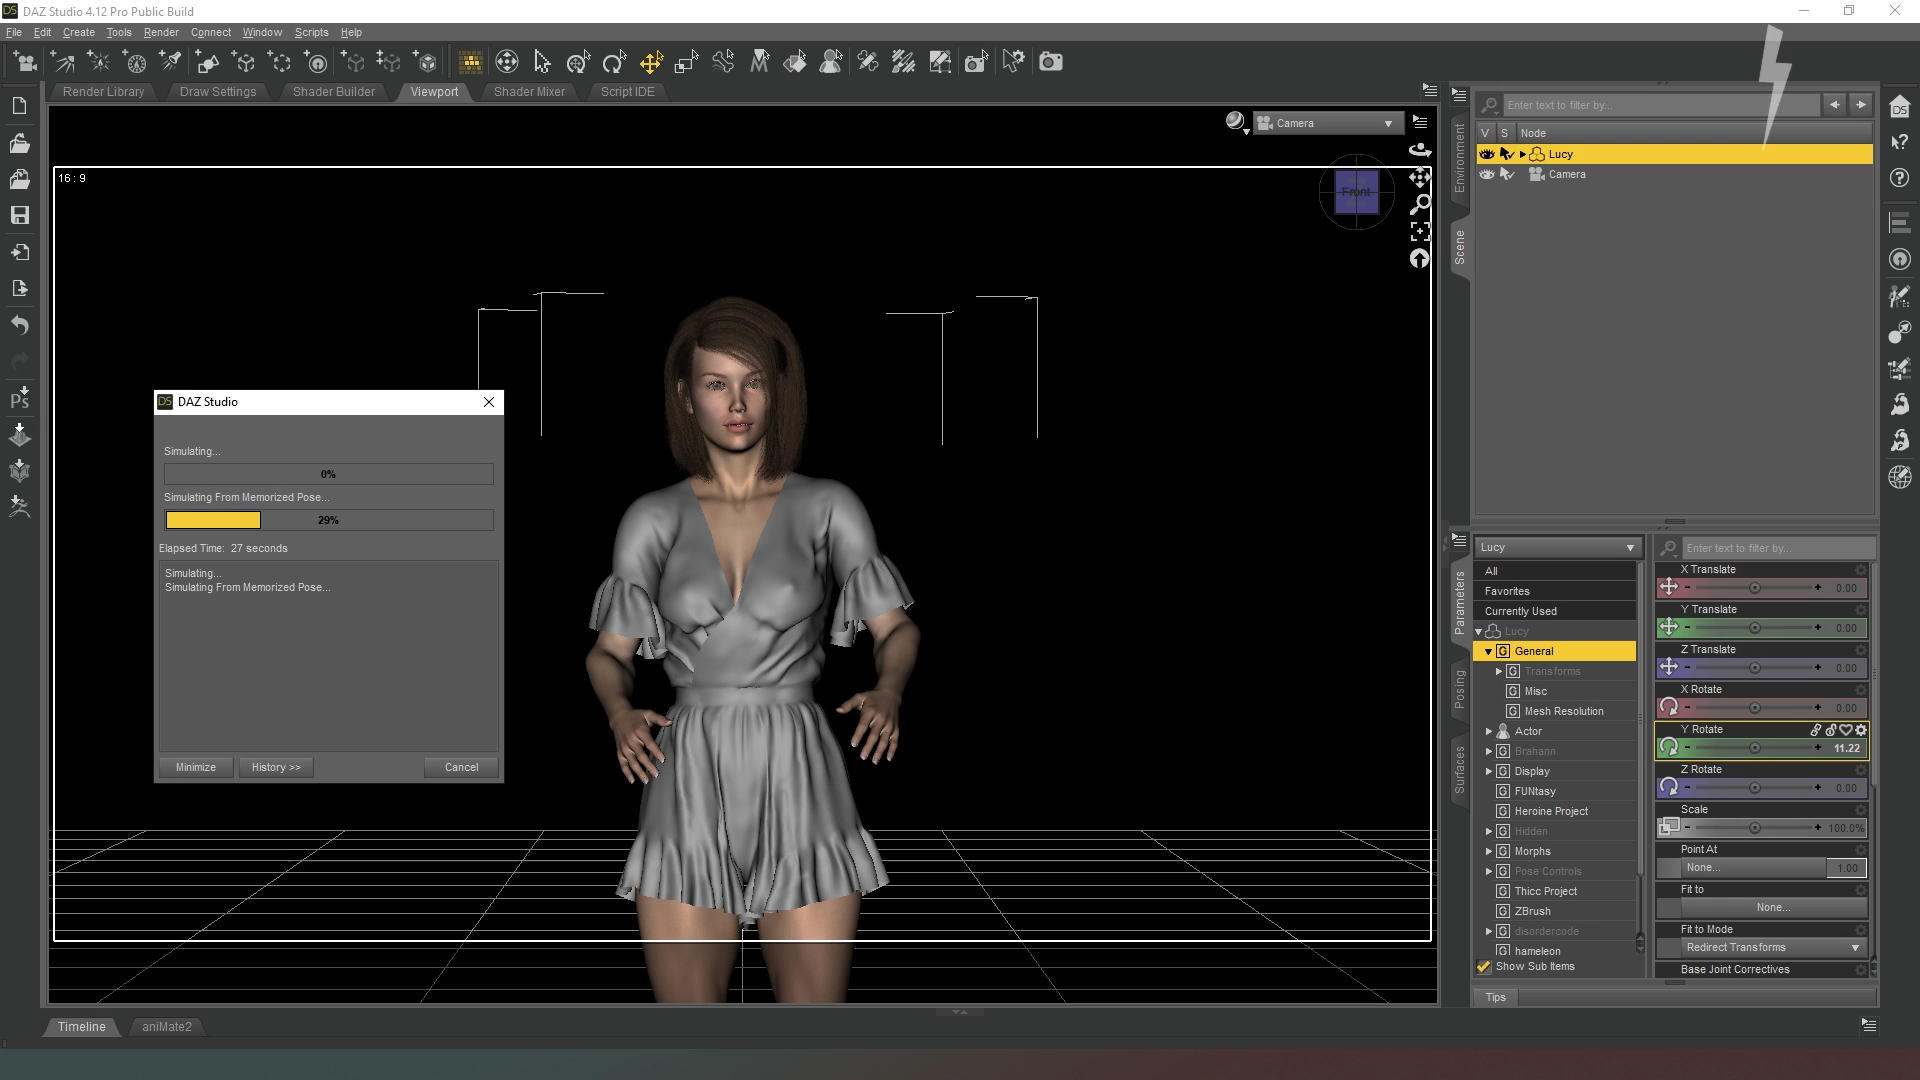 DAZ Studio 4.12 Pro Public Build
File Edit Create Tools Render Connect Window Scripts Help
Render Library Draw Settings Shader Builder Viewport Shader Mixer Script IDE
Camera
16 : 9
Front
DAZ Studio
Simulating...
0%
Simulating From Memorized Pose...
29%
Elapsed Time: 27 seconds
Simulating...
Simulating From Memorized Pose...
Minimize History >> Cancel
Environment
Scene
Enter text to filter by...
V S Node
Lucy
Camera
Parameters
Posing
Surfaces
Lucy
All
Favorites
Currently Used
Lucy
General
Transforms
Misc
Mesh Resolution
Actor
Brahann
Display
FUNtasy
Heroine Project
Hidden
Morphs
Pose Controls
Thicc Project
ZBrush
disordercode
hameleon
Show Sub Items
Enter text to filter by...
X Translate
0.00
Y Translate
0.00
Z Translate
0.00
X Rotate
0.00
Y Rotate
11.22
Z Rotate
0.00
Scale
100.0%
Point At
None... 1.00
Fit to
None...
Fit to Mode
Redirect Transforms
Base Joint Correctives
Tips
Timeline aniMate2
DS
Ps